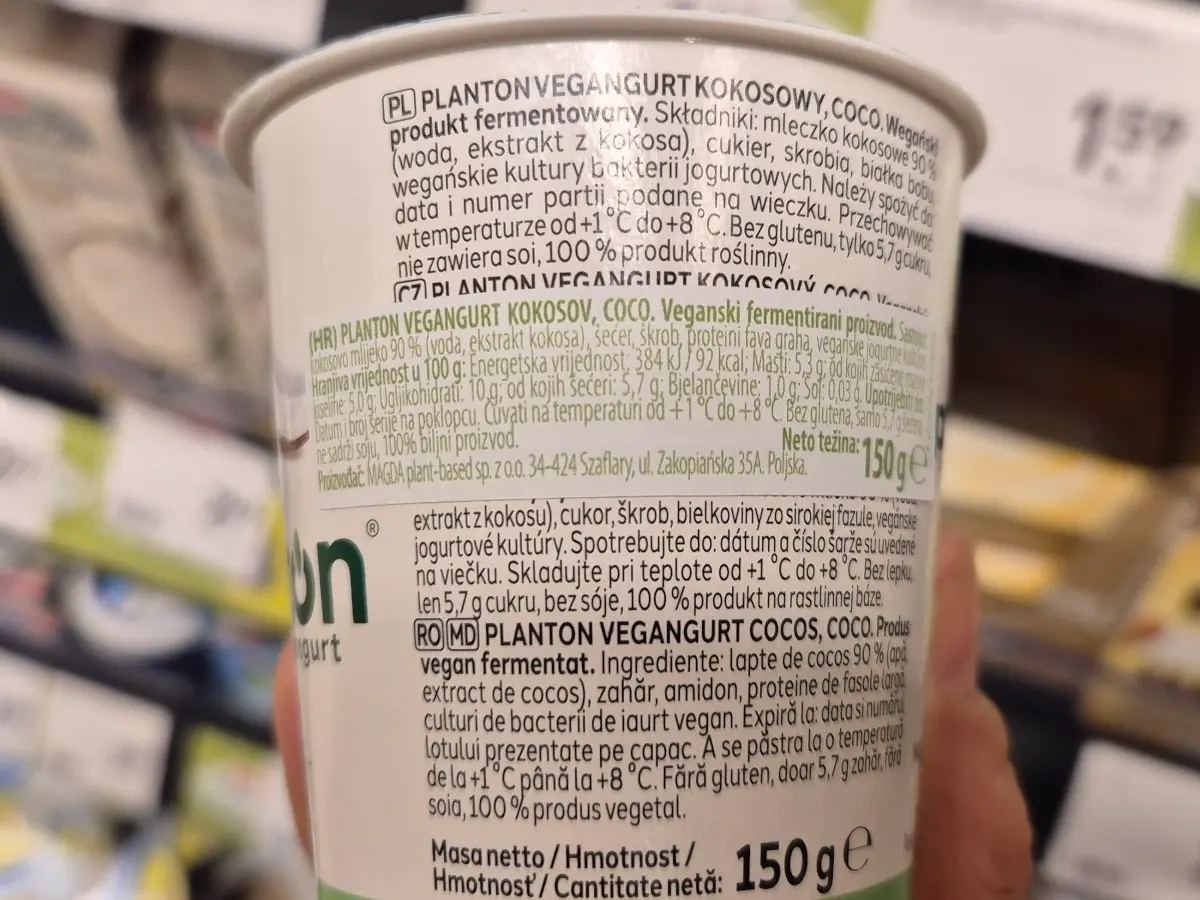 PL PLANTON VEGANGURT KOKOSOWY, COCO. Wegański
produkt fermentowany. Składniki: mleczko kokosowe 90 %
(woda, ekstrakt z kokosa), cukier, skrobia, białka bobu,
wegańskie kultury bakterii jogurtowych. Należy spożyć do:
data i numer partii podane na wieczku. Przechowywać
w temperaturze od +1 °C do +8 °C. Bez glutenu, tylko 5,7 g cukru,
nie zawiera soi, 100 % produkt roślinny.
CZ PLANTON VEGANGURT KOKOSOVÝ, COCO.
(HR) PLANTON VEGANGURT KOKOSOV, COCO. Veganski fermentirani proizvod. Sastojci:
kokosovo mlijeko 90 % (voda, ekstrakt kokosa), šećer, škrob, proteini fava graha, veganske jogurtne kulture.
Hranjiva vrijednost u 100 g: Energetska vrijednost: 384 kJ / 92 kcal; Masti: 5,3 g; od kojih zasićene masne
kiseline: 5,0 g; Ugljikohidrati: 10 g; od kojih šećeri: 5,7 g; Bjelančevine: 1,0 g; Sol: 0,03 g. Upotrijebiti do:
Datum i broj serije na poklopcu. Čuvati na temperaturi od +1 °C do +8 °C. Bez glutena, samo 5,7 g šećera,
ne sadrži soju, 100% biljni proizvod.
Neto težina: 150 g e
Proizvođač: MAGDA plant-based sp. z o.o. 34-424 Szaflary, ul. Zakopiańska 35A. Poljska.
extrakt z kokosu), cukor, škrob, bielkoviny zo sirokiej fazule, vegánske
jogurtové kultúry. Spotrebujte do: dátum a číslo šarže sú uvedené
na viečku. Skladujte pri teplote od +1 °C do +8 °C. Bez lepku,
len 5,7 g cukru, bez sóje, 100 % produkt na rastlinnej báze.
RO MD PLANTON VEGANGURT COCOS, COCO. Produs
vegan fermentat. Ingrediente: lapte de cocos 90 % (apă,
extract de cocos), zahăr, amidon, proteine de fasole largă,
culturi de bacterii de iaurt vegan. Expiră la: data si numărul
lotului prezentate pe capac. A se păstra la o temperatură
de la +1 °C până la +8 °C. Fără gluten, doar 5,7 g zahăr, fără
soia, 100 % produs vegetal.
Masa netto / Hmotnost /
Hmotnosť / Cantitate netă: 150 g e
on®
gurt
1 59